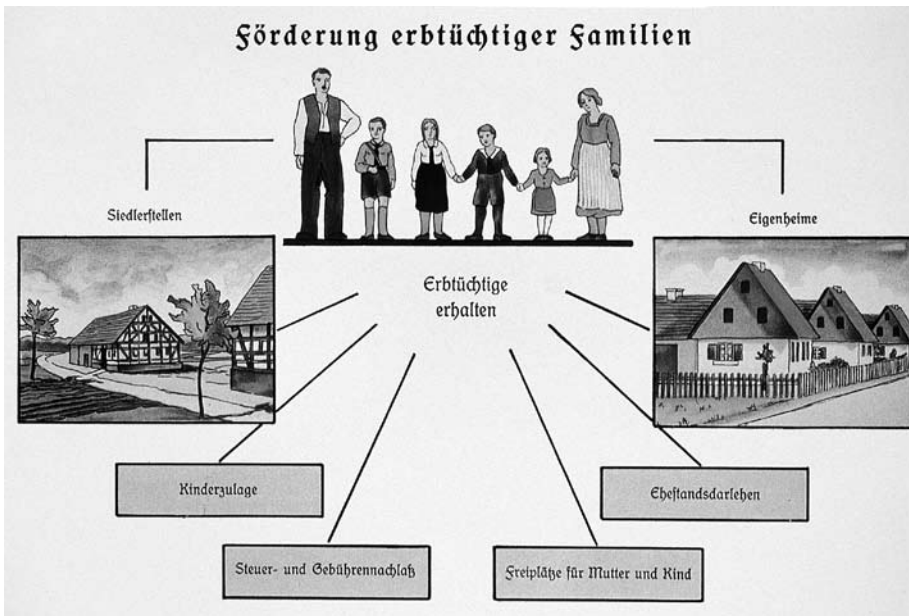 Förderung erbtüchtiger Familien
Siedlerstellen
Eigenheime
Erbtüchtige
erhalten
Kinderzulage
Ehestandsdarlehen
Steuer- und Gebührennachlaß
Freiplätze für Mutter und Kind